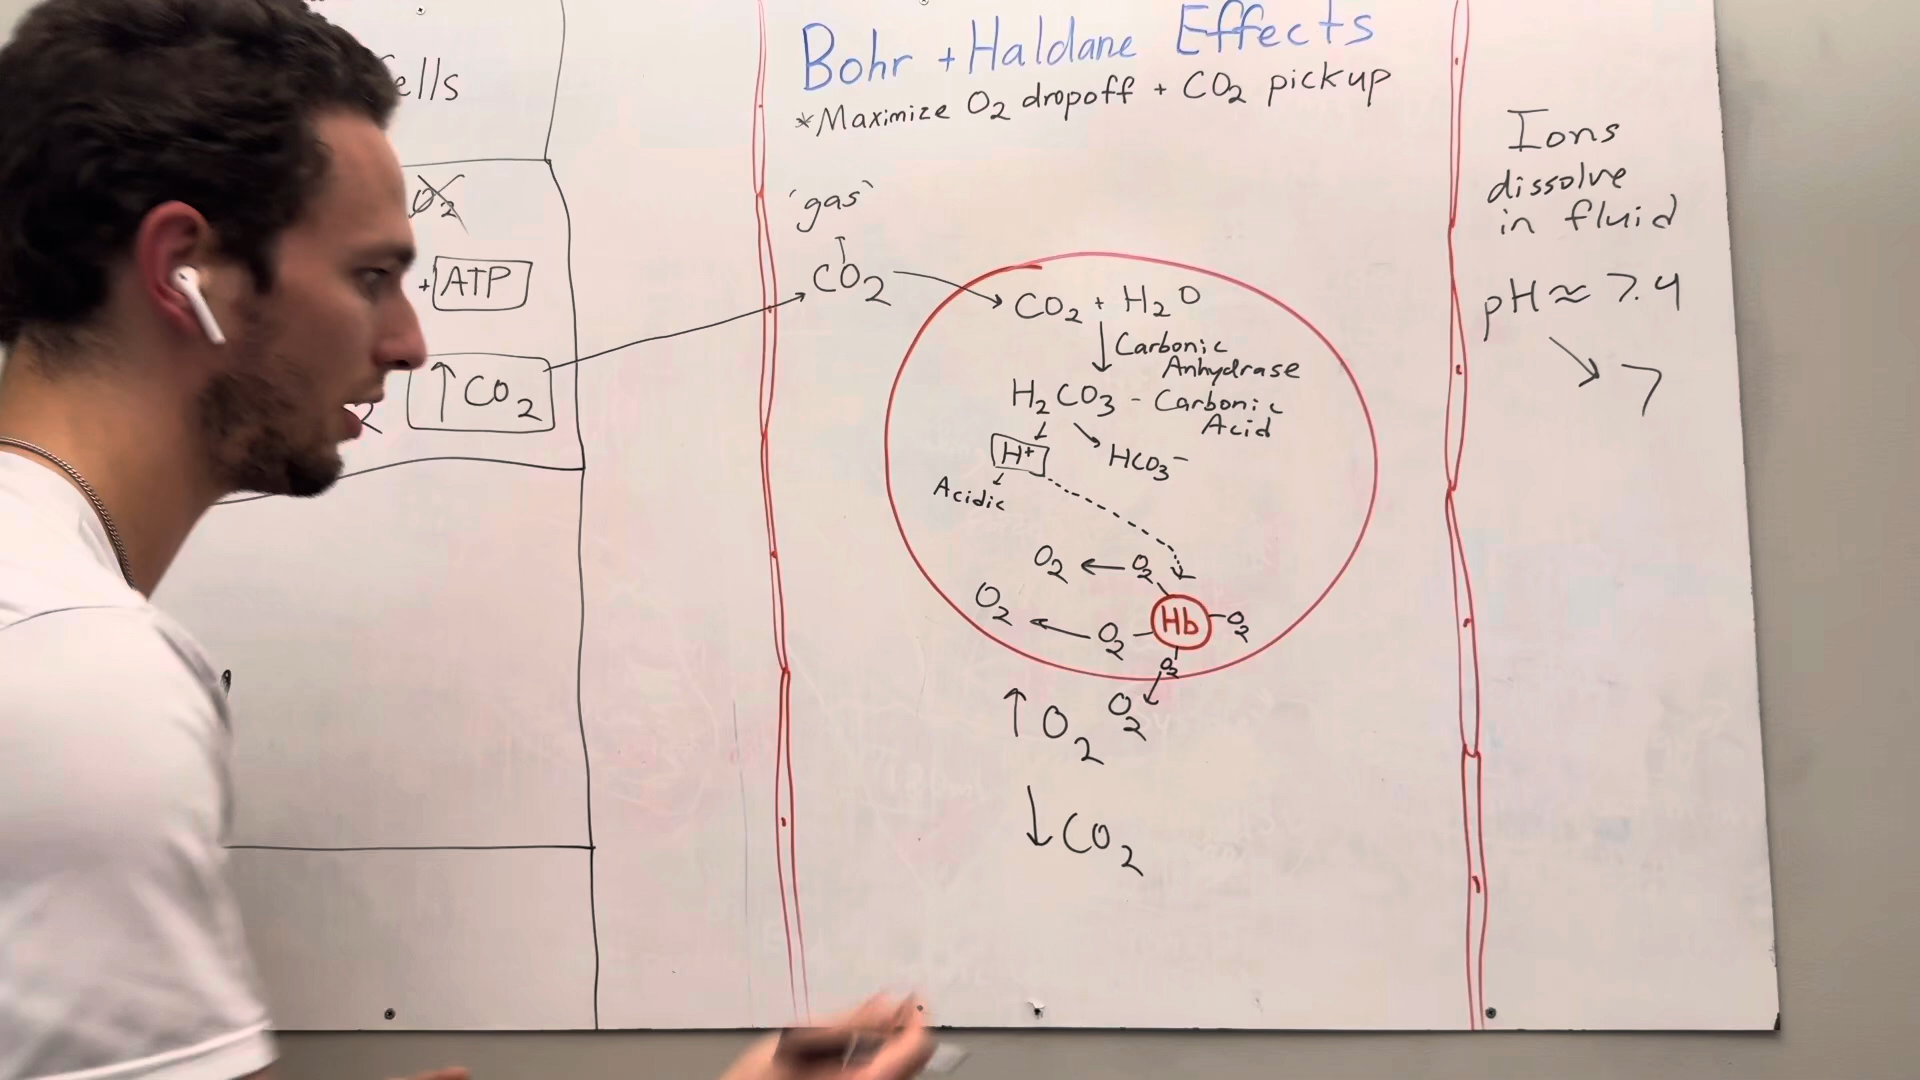 ells
O2
+ ATP
↑CO2
Bohr + Haldane Effects
*Maximize O2 dropoff + CO2 pickup
'gas'
CO2
CO2 + H2O
Carbonic
Anhydrase
H2CO3 - Carbonic
Acid
H+
HCO3-
Acidic
O2 ← O2
O2 ← O2
Hb
O2
O2
O2
↑O2
↓CO2
Ions
dissolve
in fluid
pH ≈ 7.4
↘ 7